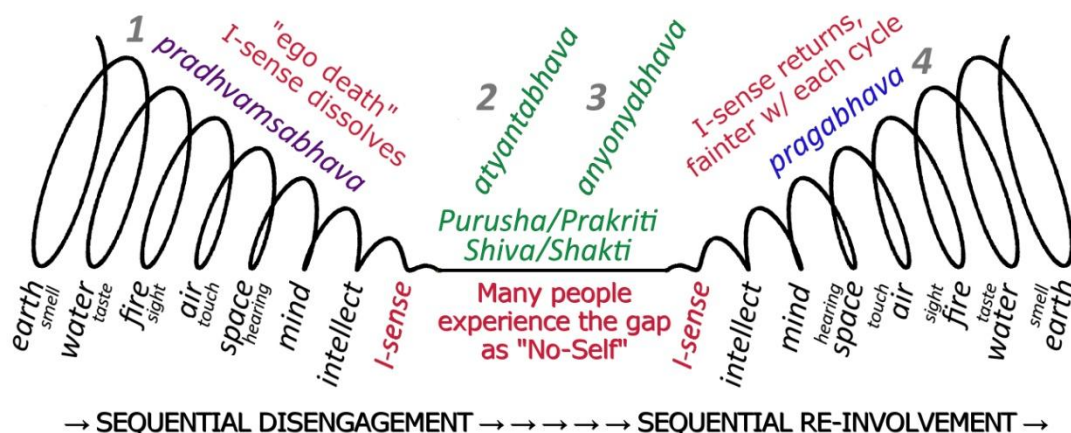 1
pradhvamsabhava
"ego death"
I-sense dissolves
2
atyantabhava
3
anyonyabhava
I-sense returns,
fainter w/ each cycle
pragabhava
4
Purusha/Prakriti
Shiva/Shakti
Many people
experience the gap
as "No-Self"
earth
smell
water
taste
fire
sight
air
touch
space
hearing
mind
intellect
I-sense
I-sense
intellect
mind
hearing
space
touch
air
sight
fire
taste
water
smell
earth
→ SEQUENTIAL DISENGAGEMENT → → → → → SEQUENTIAL RE-INVOLVEMENT →